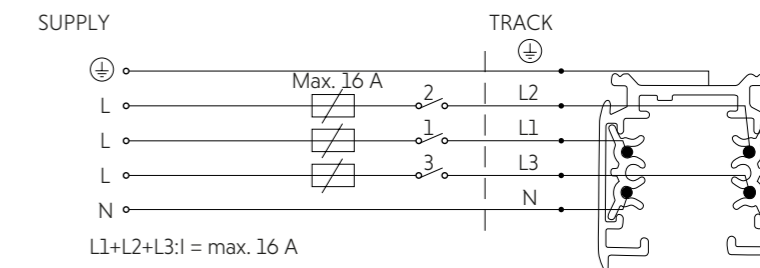 SUPPLY TRACK
Max. 16 A
L 2 L2
L 1 L1
L 3 L3
N N
L1+L2+L3:I = max. 16 A